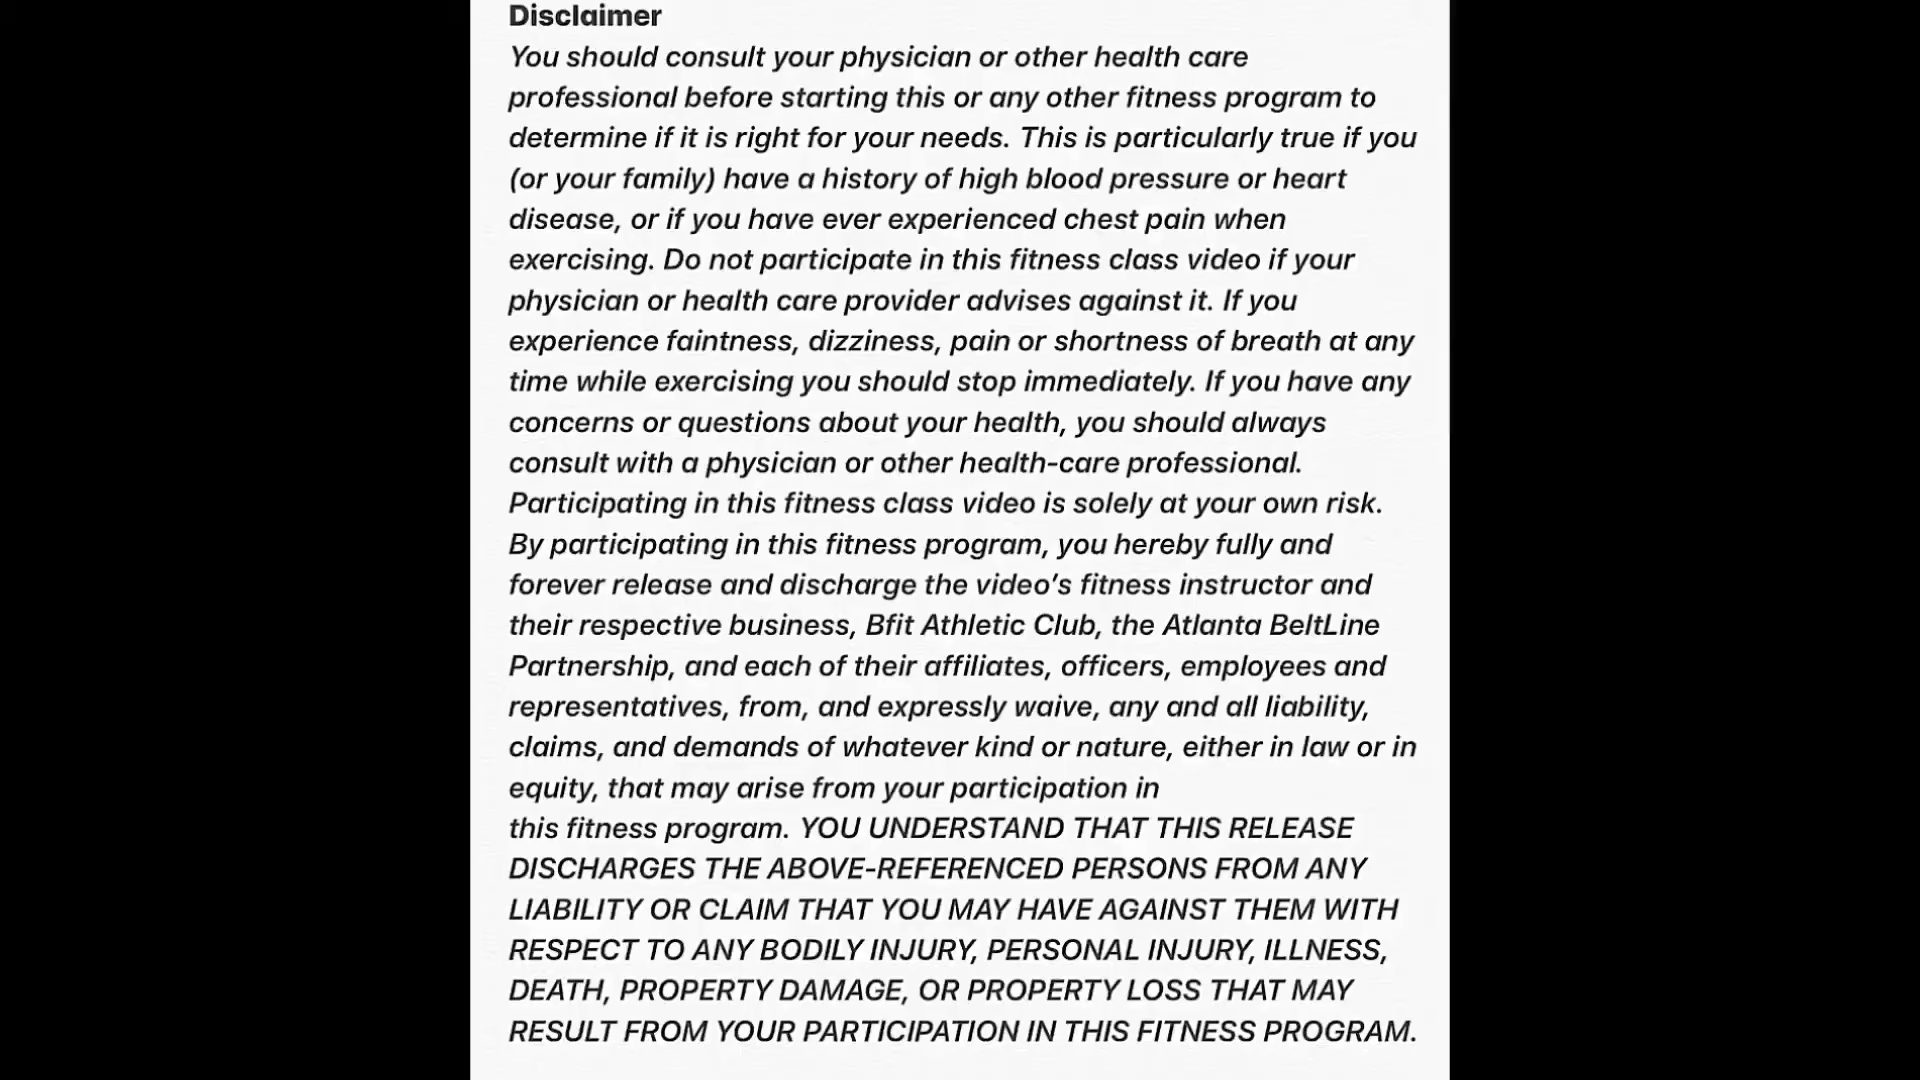 Disclaimer
You should consult your physician or other health care
professional before starting this or any other fitness program to
determine if it is right for your needs. This is particularly true if you
(or your family) have a history of high blood pressure or heart
disease, or if you have ever experienced chest pain when
exercising. Do not participate in this fitness class video if your
physician or health care provider advises against it. If you
experience faintness, dizziness, pain or shortness of breath at any
time while exercising you should stop immediately. If you have any
concerns or questions about your health, you should always
consult with a physician or other health-care professional.
Participating in this fitness class video is solely at your own risk.
By participating in this fitness program, you hereby fully and
forever release and discharge the video’s fitness instructor and
their respective business, Bfit Athletic Club, the Atlanta BeltLine
Partnership, and each of their affiliates, officers, employees and
representatives, from, and expressly waive, any and all liability,
claims, and demands of whatever kind or nature, either in law or in
equity, that may arise from your participation in
this fitness program. YOU UNDERSTAND THAT THIS RELEASE
DISCHARGES THE ABOVE-REFERENCED PERSONS FROM ANY
LIABILITY OR CLAIM THAT YOU MAY HAVE AGAINST THEM WITH
RESPECT TO ANY BODILY INJURY, PERSONAL INJURY, ILLNESS,
DEATH, PROPERTY DAMAGE, OR PROPERTY LOSS THAT MAY
RESULT FROM YOUR PARTICIPATION IN THIS FITNESS PROGRAM.